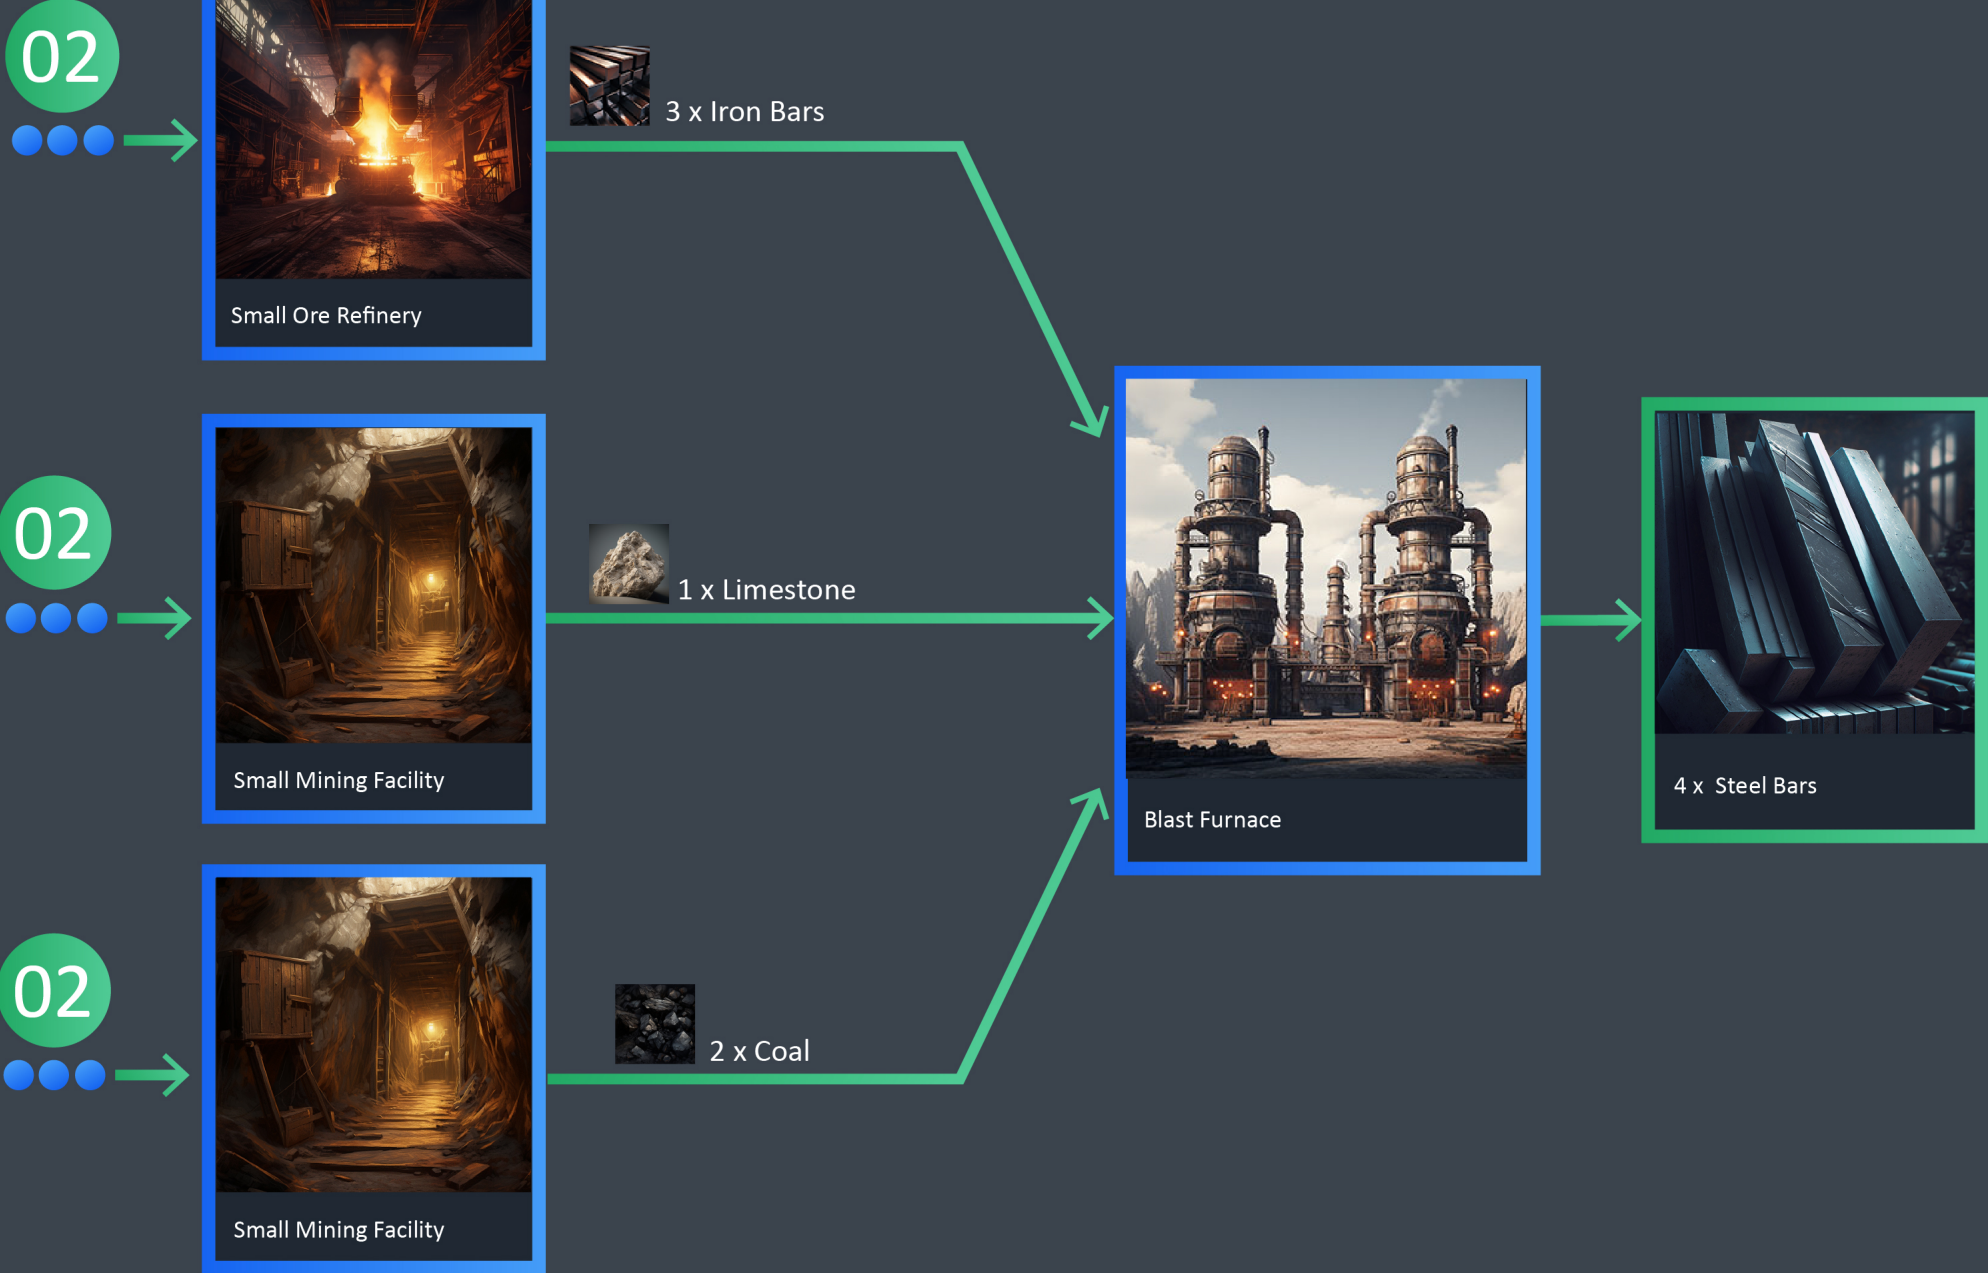 02
3 x Iron Bars
Small Ore Refinery
02
1 x Limestone
Small Mining Facility
Blast Furnace
4 x  Steel Bars
02
2 x Coal
Small Mining Facility